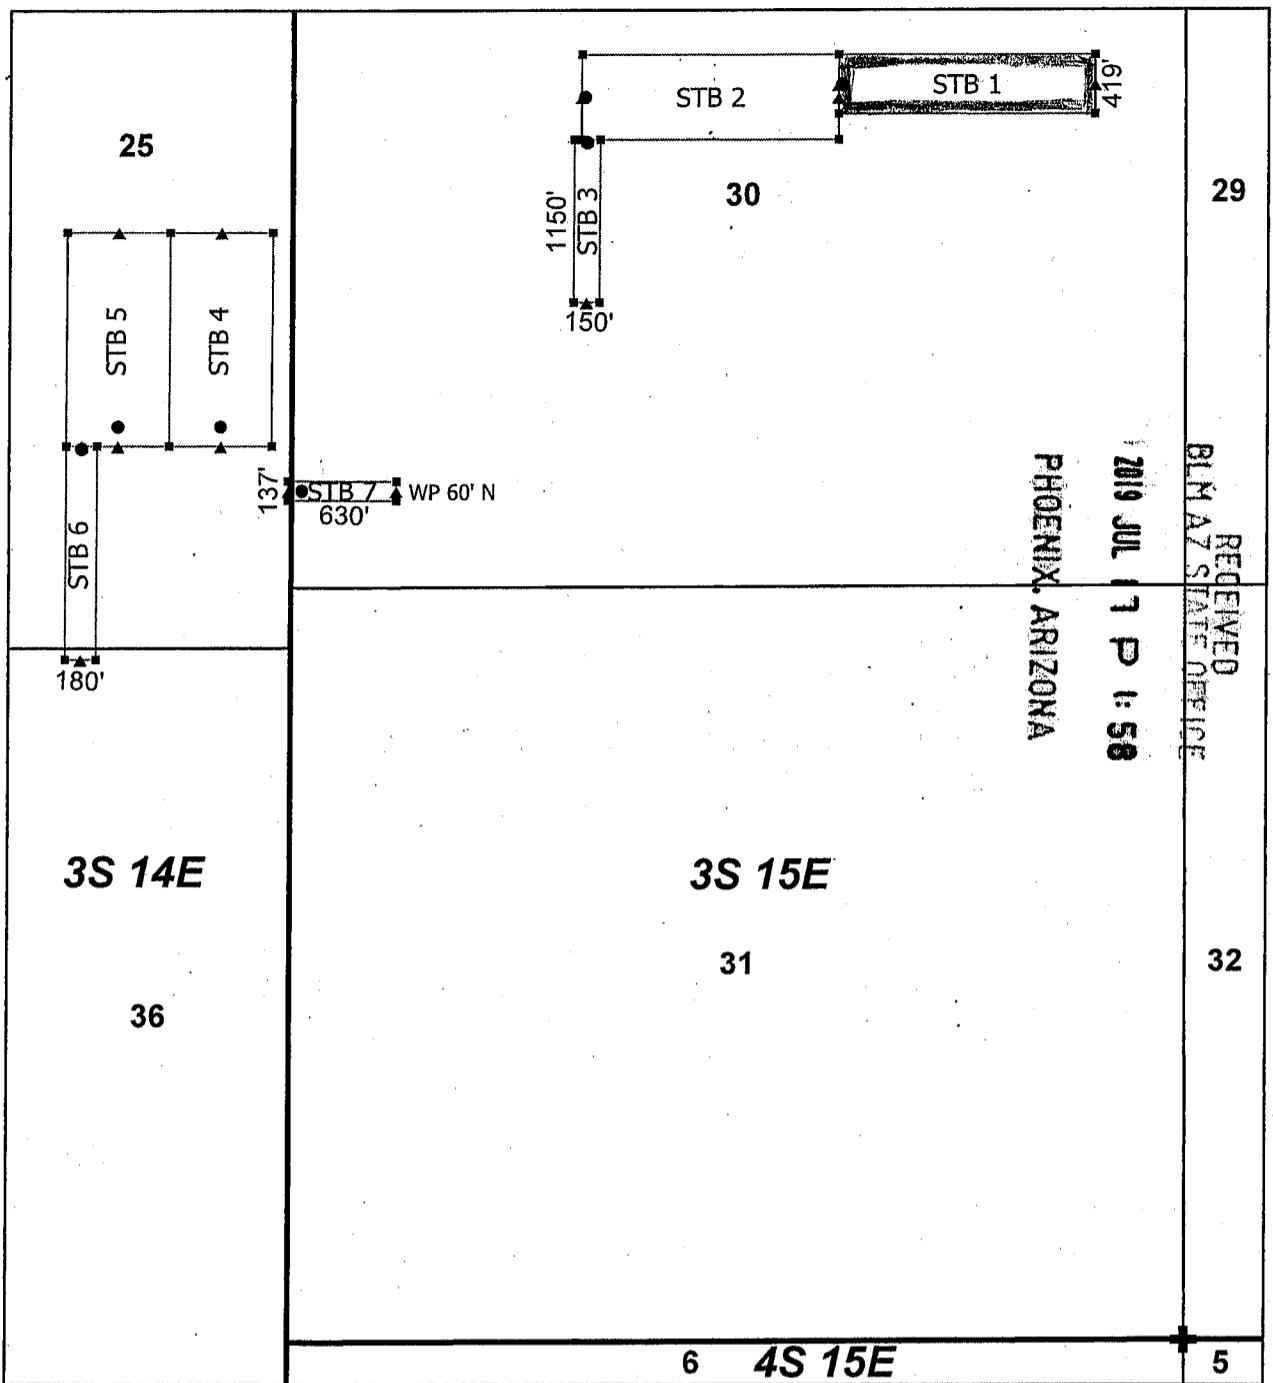 STB 1
419'
STB 2
25
30
29
1150'
STB 3
150'
STB 5
STB 4
137'
STB 7
WP 60' N
630'
STB 6
180'
RECEIVED
BLM AZ STATE OFFICE
2019 JUL 17 P 1:58
PHOENIX, ARIZONA
3S 14E
3S 15E
31
32
36
6
4S 15E
5